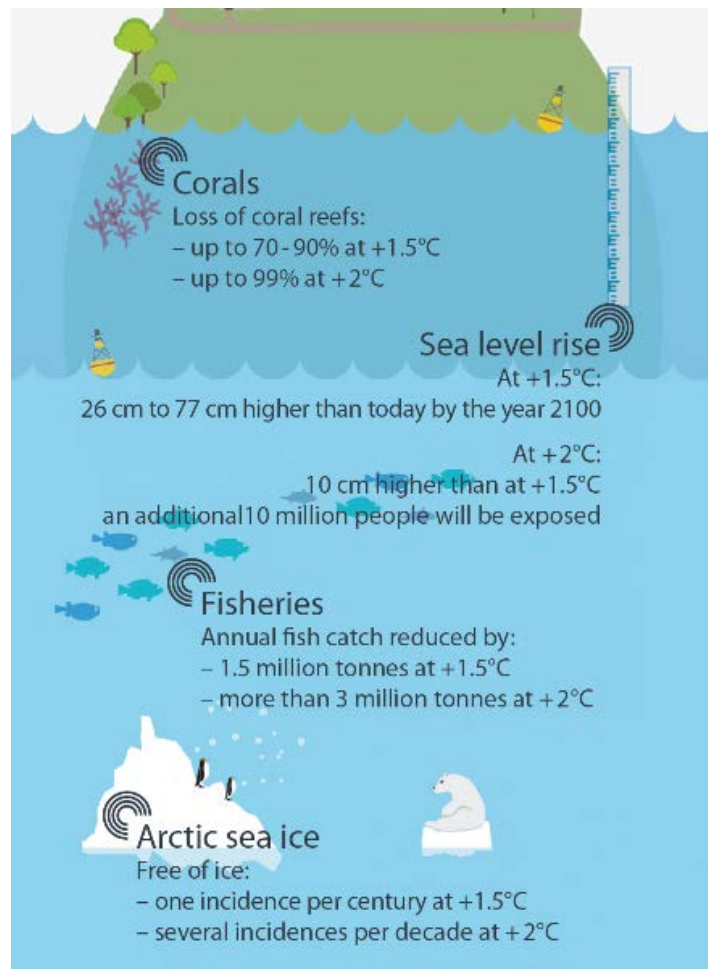 Corals
Loss of coral reefs:
– up to 70-90% at +1.5°C
– up to 99% at +2°C
Sea level rise
At +1.5°C:
26 cm to 77 cm higher than today by the year 2100
At +2°C:
10 cm higher than at +1.5°C
an additional10 million people will be exposed
Fisheries
Annual fish catch reduced by:
– 1.5 million tonnes at +1.5°C
– more than 3 million tonnes at +2°C
Arctic sea ice
Free of ice:
– one incidence per century at +1.5°C
– several incidences per decade at +2°C